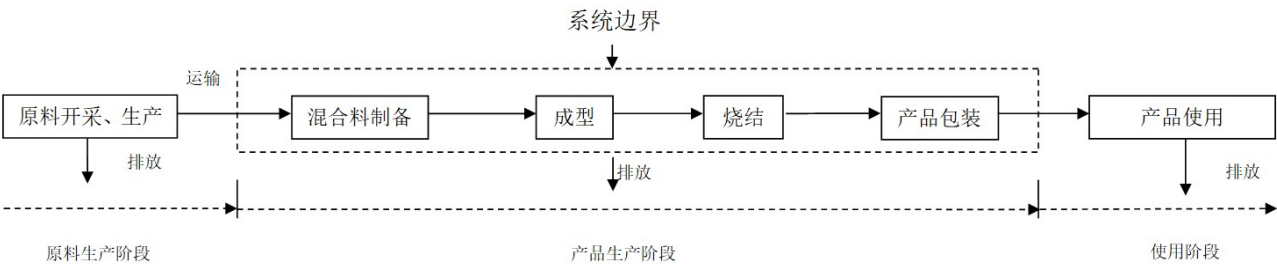 系统边界
运输
原料开采、生产
混合料制备
成型
烧结
产品包装
产品使用
排放
排放
排放
原料生产阶段
产品生产阶段
使用阶段